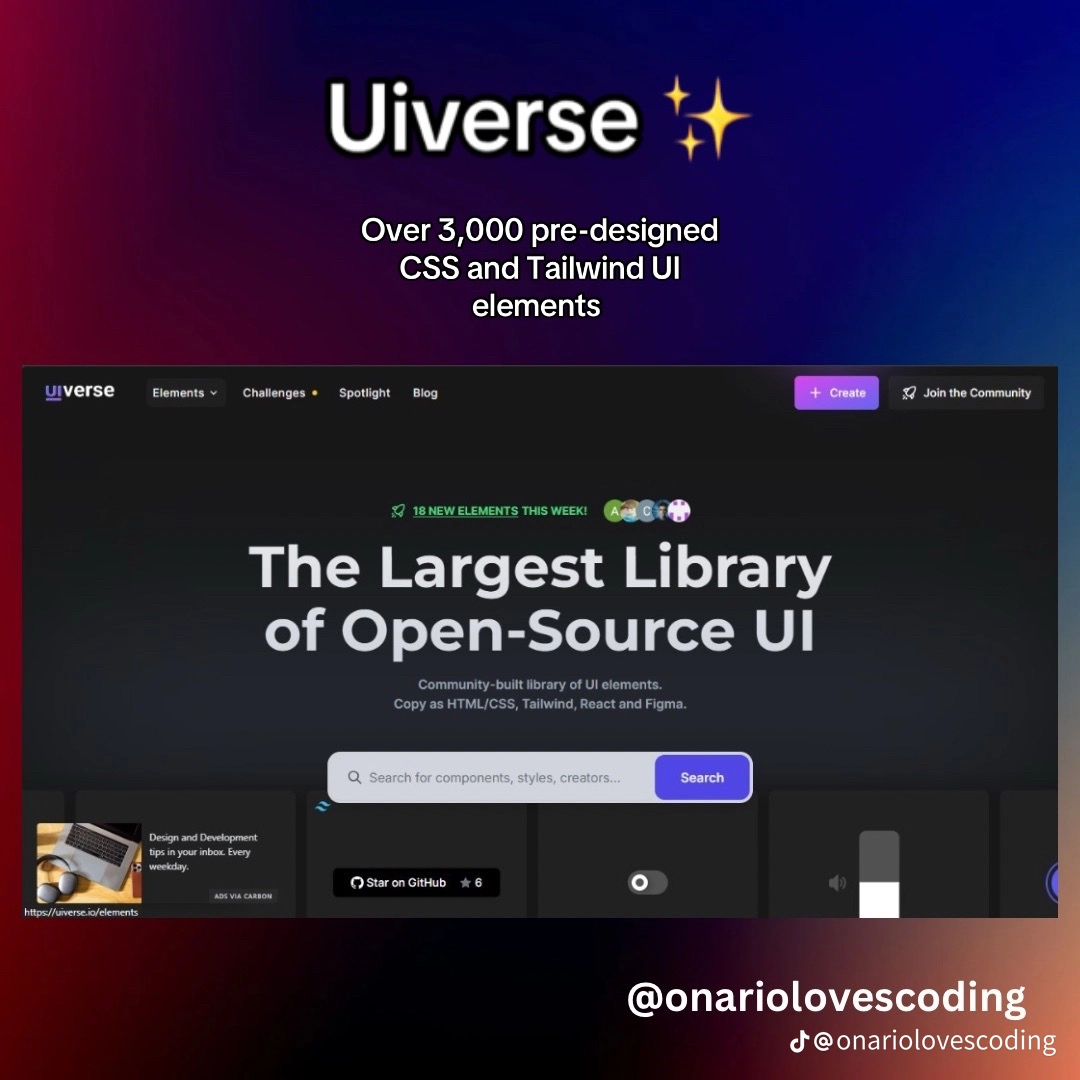 Uiverse ✨
Over 3,000 pre-designed
CSS and Tailwind UI
elements
UIVERSE
Elements
Challenges
Spotlight
Blog
+ Create
Join the Community
18 NEW ELEMENTS THIS WEEK!
A
C
The Largest Library
of Open-Source UI
Community-built library of UI elements.
Copy as HTML/CSS, Tailwind, React and Figma.
Search for components, styles, creators...
Search
Design and Development
tips in your inbox. Every
weekday.
ADS VIA CARBON
Star on GitHub ★ 6
https://uiverse.io/elements
@onariolovescoding
@onariolovescoding